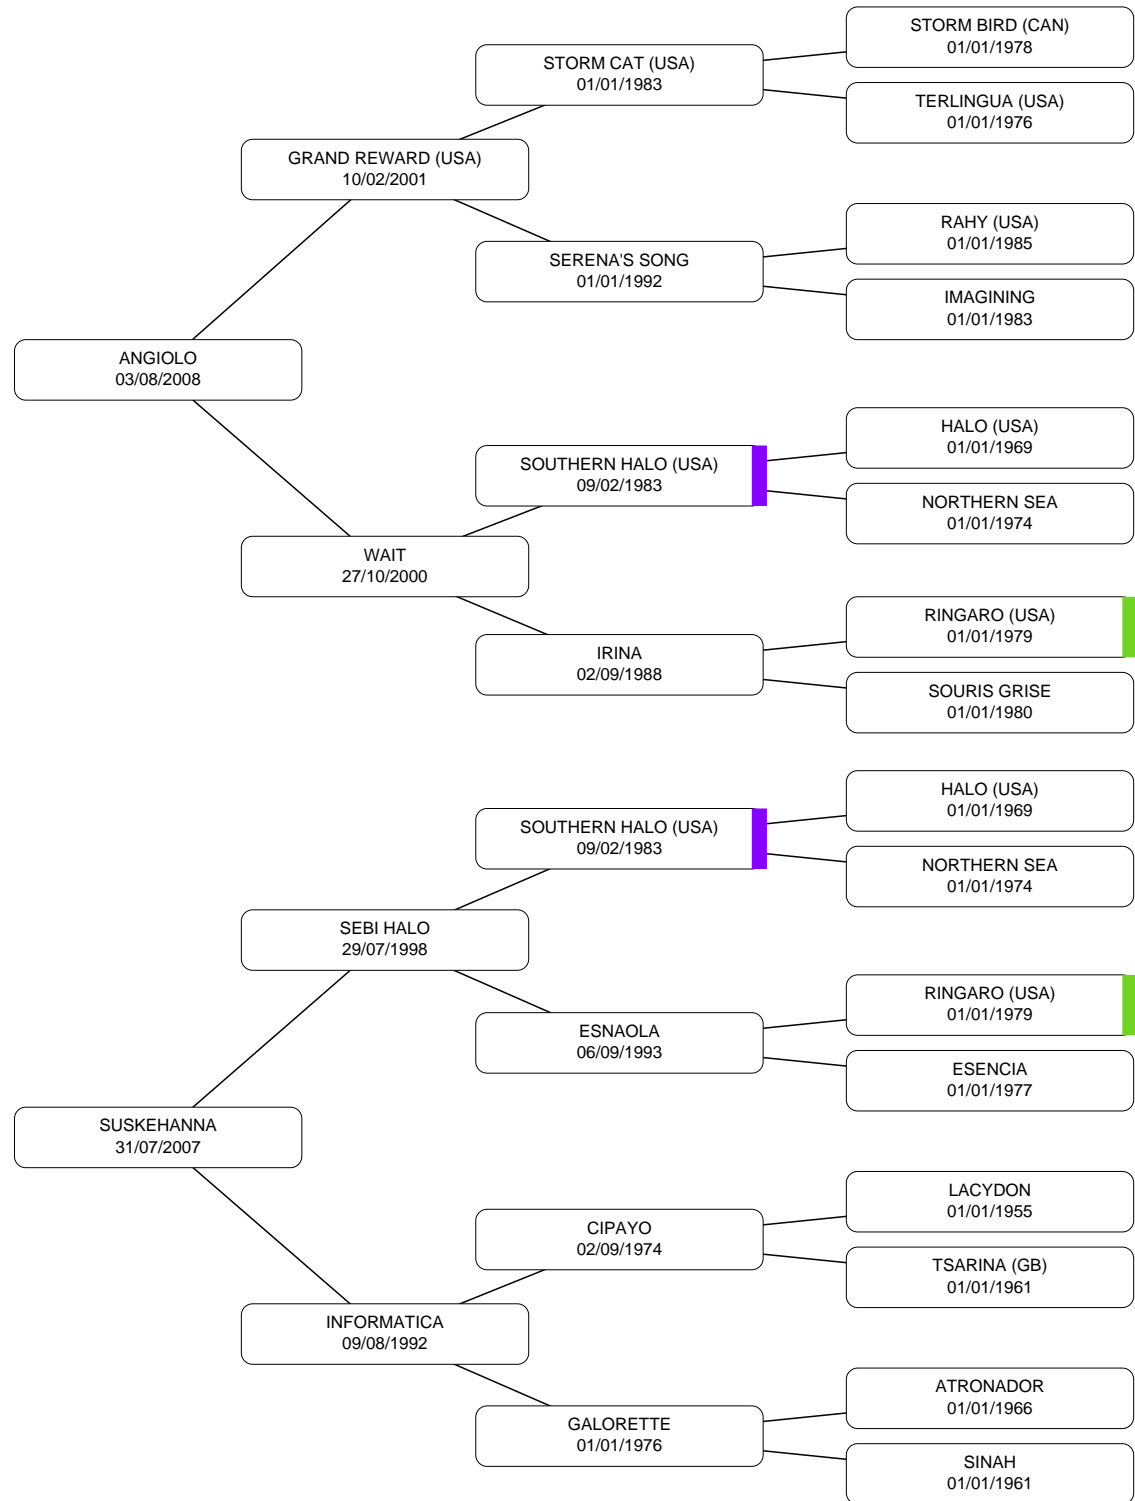 STORM BIRD (CAN)
01/01/1978
STORM CAT (USA)
01/01/1983
TERLINGUA (USA)
01/01/1976
GRAND REWARD (USA)
10/02/2001
RAHY (USA)
01/01/1985
SERENA'S SONG
01/01/1992
IMAGINING
01/01/1983
ANGIOLO
03/08/2008
HALO (USA)
01/01/1969
SOUTHERN HALO (USA)
09/02/1983
NORTHERN SEA
01/01/1974
WAIT
27/10/2000
RINGARO (USA)
01/01/1979
IRINA
02/09/1988
SOURIS GRISE
01/01/1980
HALO (USA)
01/01/1969
SOUTHERN HALO (USA)
09/02/1983
NORTHERN SEA
01/01/1974
SEBI HALO
29/07/1998
RINGARO (USA)
01/01/1979
ESNAOLA
06/09/1993
ESENCIA
01/01/1977
SUSKEHANNA
31/07/2007
LACYDON
01/01/1955
CIPAYO
02/09/1974
TSARINA (GB)
01/01/1961
INFORMATICA
09/08/1992
ATRONADOR
01/01/1966
GALORETTE
01/01/1976
SINAH
01/01/1961